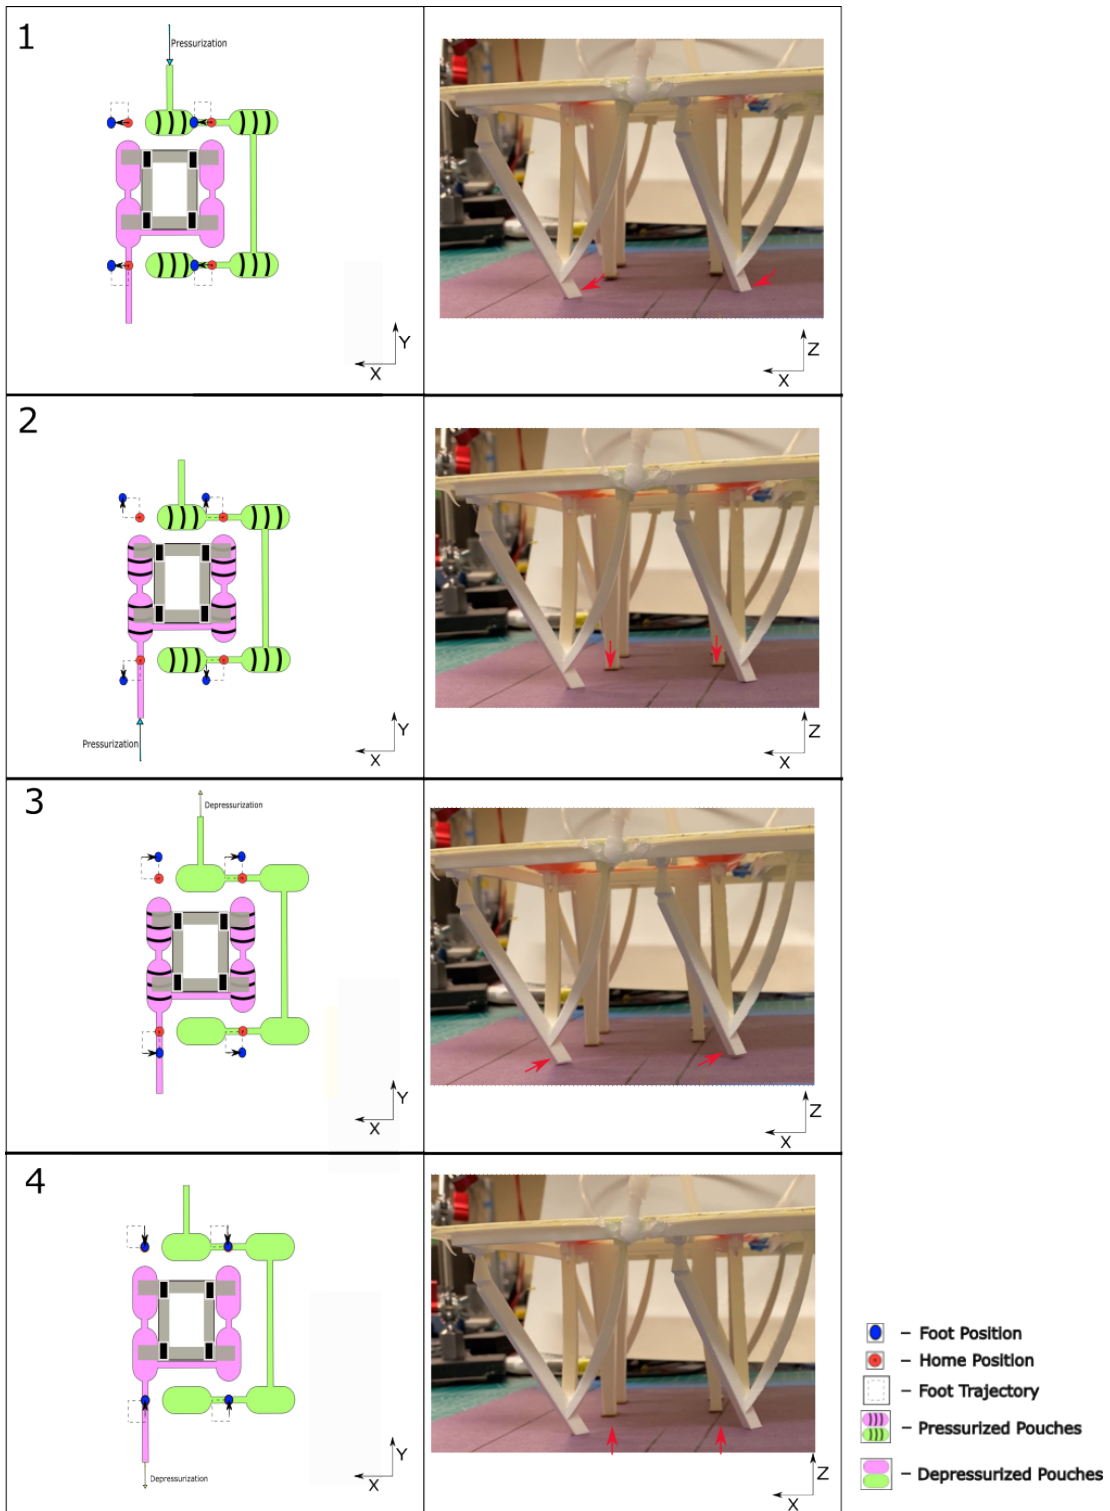 1
Pressurization
Y
X
Z
X
2
Pressurization
Y
X
Z
X
3
Depressurization
Y
X
Z
X
4
Depressurization
Y
X
Z
X
– Foot Position
– Home Position
– Foot Trajectory
– Pressurized Pouches
– Depressurized Pouches